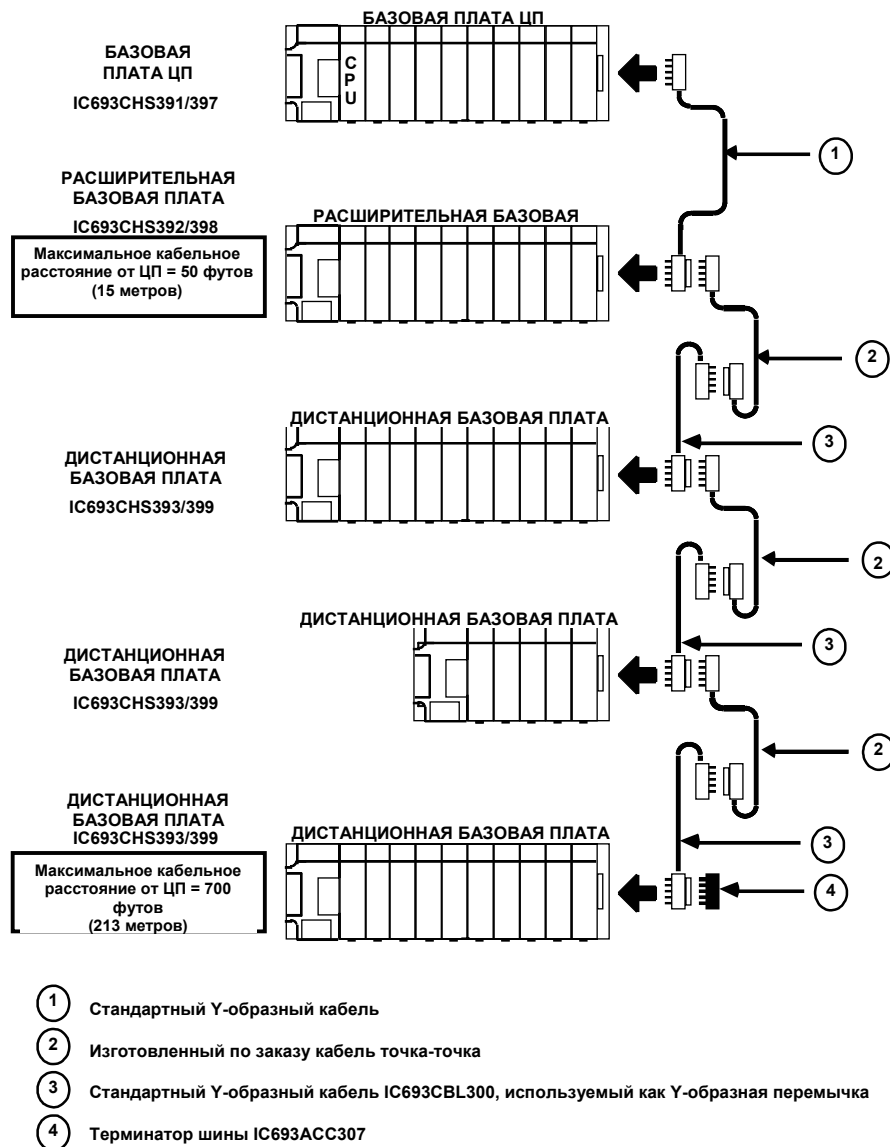 БАЗОВАЯ ПЛАТА ЦП
БАЗОВАЯ
ПЛАТА ЦП
IC693CHS391/397
C
P
U
1
РАСШИРИТЕЛЬНАЯ
БАЗОВАЯ ПЛАТА
IC693CHS392/398
РАСШИРИТЕЛЬНАЯ БАЗОВАЯ
Максимальное кабельное
расстояние от ЦП = 50 футов
(15 метров)
2
ДИСТАНЦИОННАЯ БАЗОВАЯ ПЛАТА
3
ДИСТАНЦИОННАЯ
БАЗОВАЯ ПЛАТА
IC693CHS393/399
2
ДИСТАНЦИОННАЯ БАЗОВАЯ ПЛАТА
3
ДИСТАНЦИОННАЯ
БАЗОВАЯ ПЛАТА
IC693CHS393/399
2
ДИСТАНЦИОННАЯ
БАЗОВАЯ ПЛАТА
IC693CHS393/399
ДИСТАНЦИОННАЯ БАЗОВАЯ ПЛАТА
3
Максимальное кабельное
расстояние от ЦП = 700
футов
(213 метров)
4
1 Стандартный Y-образный кабель
2 Изготовленный по заказу кабель точка-точка
3 Стандартный Y-образный кабель IC693CBL300, используемый как Y-образная перемычка
4 Терминатор шины IC693ACC307